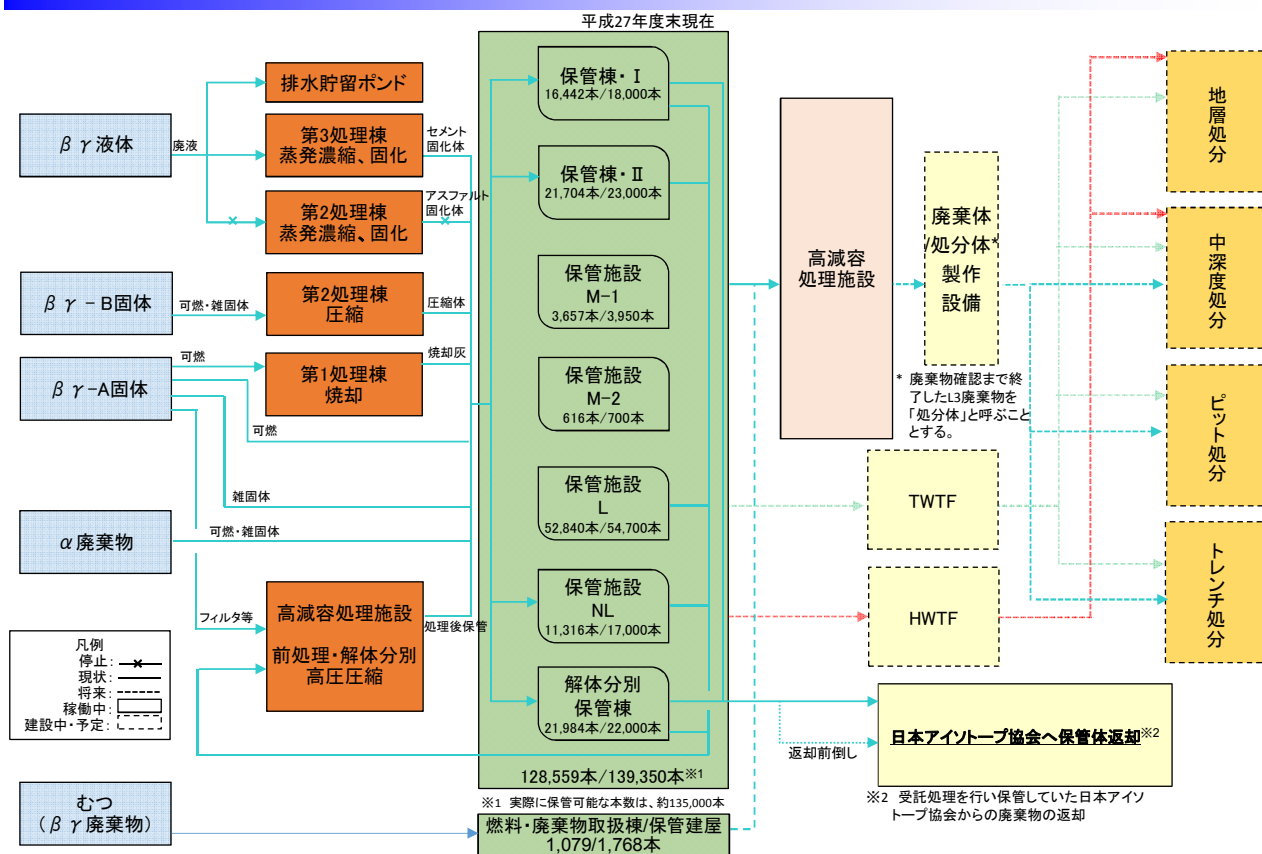 平成27年度末現在
βγ液体
廃液
排水貯留ポンド
第3処理棟
蒸発濃縮、固化
セメント
固化体
第2処理棟
蒸発濃縮、固化
アスファルト
固化体
βγ-B固体
可燃・雑固体
第2処理棟
圧縮
圧縮体
βγ-A固体
可燃
第1処理棟
焼却
焼却灰
可燃
雑固体
α廃棄物
可燃・雑固体
フィルタ等
高減容処理施設
前処理・解体分別
高圧圧縮
処理後保管
凡例
停止:
現状:
将来:
稼働中:
建設中・予定:
むつ
(βγ廃棄物)
保管棟・Ⅰ
16,442本/18,000本
保管棟・Ⅱ
21,704本/23,000本
保管施設
M-1
3,657本/3,950本
保管施設
M-2
616本/700本
保管施設
L
52,840本/54,700本
保管施設
NL
11,316本/17,000本
解体分別
保管棟
21,984本/22,000本
128,559本/139,350本※1
※1 実際に保管可能な本数は、約135,000本
燃料・廃棄物取扱棟/保管建屋
1,079/1,768本
高減容
処理施設
廃棄体
/処分体*
製作
設備
* 廃棄物確認まで終
了したL3廃棄物を
「処分体」と呼ぶこと
とする。
TWTF
HWTF
返却前倒し
日本アイソトープ協会へ保管体返却※2
※2 受託処理を行い保管していた日本アイソ
トープ協会からの廃棄物の返却
地層処分
中深度処分
ピット処分
トレンチ処分